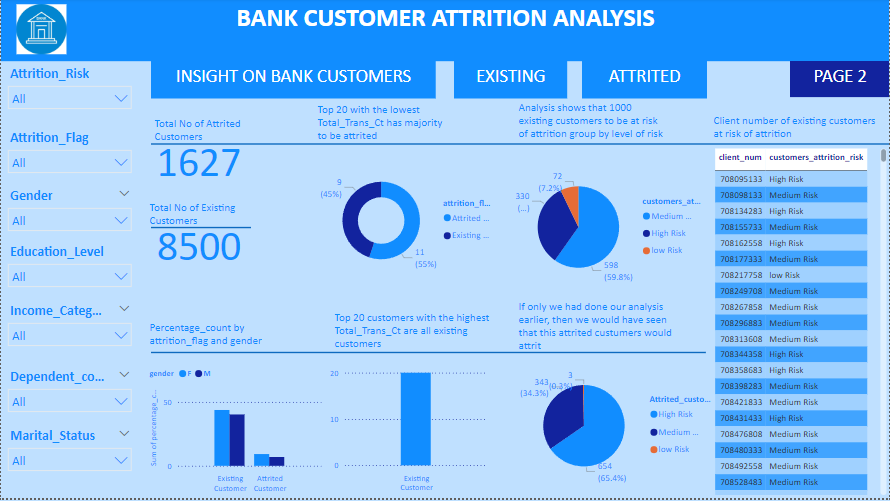 BANK CUSTOMER ATTRITION ANALYSIS
INSIGHT ON BANK CUSTOMERS
EXISTING
ATTRITED
PAGE 2
Attrition_Risk
All
Attrition_Flag
All
Gender
All
Education_Level
All
Income_Categ...
All
Dependent_co...
All
Marital_Status
All
Total No of Attrited
Customers
1627
Total No of Existing
Customers
8500
Top 20 with the lowest
Total_Trans_Ct has majority
to be attrited
9
(45%)
11
(55%)
attrition_fl...
Attrited ...
Existing ...
Analysis shows that 1000
existing customers to be at risk
of attrition group by level of risk
72
(7.2%)
330
(...)
598
(59.8%)
customers_at...
Medium ...
High Risk
low Risk
Client number of existing customers
at risk of attrition
client_num customers_attrition_risk
708095133 High Risk
708098133 Medium Risk
708134283 High Risk
708155733 Medium Risk
708162558 High Risk
708177333 Medium Risk
708217758 low Risk
708249708 Medium Risk
708267858 Medium Risk
708296883 Medium Risk
708313608 Medium Risk
708344358 High Risk
708358683 High Risk
708398283 Medium Risk
708421833 Medium Risk
708431433 High Risk
708476808 Medium Risk
708480333 Medium Risk
708492558 Medium Risk
708528483 Medium Risk
Percentage_count by
attrition_flag and gender
gender F M
Sum of percentage_c...
50
0
Existing
Customer
Attrited
Customer
Top 20 customers with the highest
Total_Trans_Ct are all existing
customers
20
10
0
Existing
Customer
If only we had done our analysis
earlier, then we would have seen
that this attrited custumers would
attrit
343
(34.3%)
3
(0.3%)
654
(65.4%)
Attrited_custo...
High Risk
Medium ...
low Risk